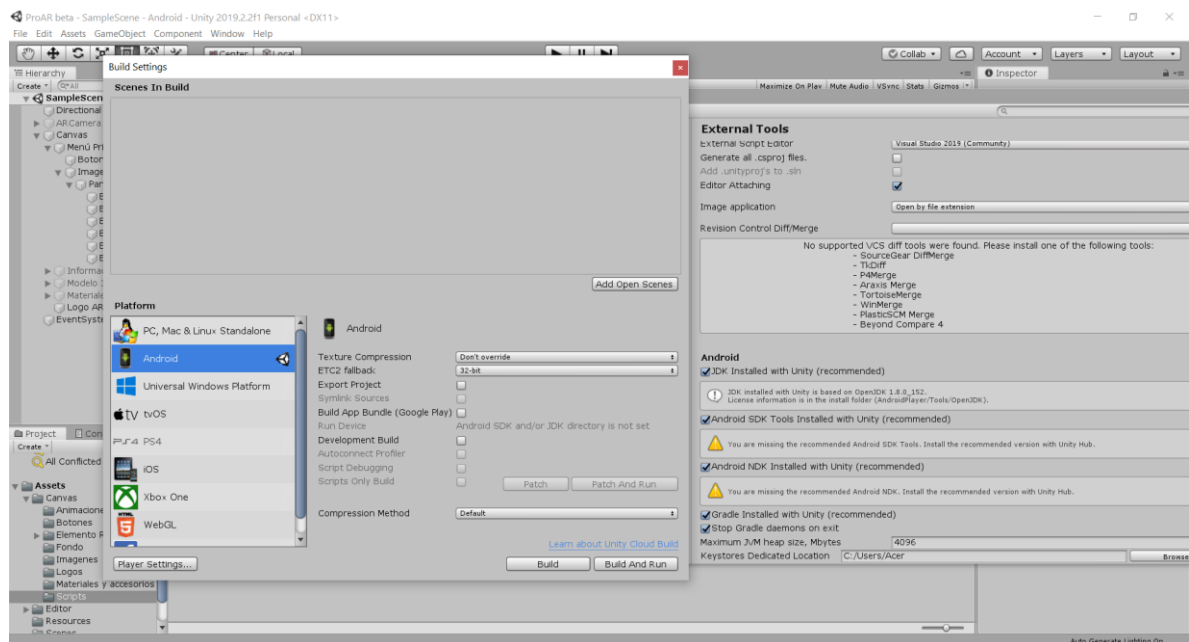 ProAR beta - SampleScene - Android - Unity 2019.2.2f1 Personal <DX11>
File Edit Assets GameObject Component Window Help
Center Local
Collab Account Layers Layout
Hierarchy
Create Q*All
SampleScen
Directional
ARCamera
Canvas
Menú Pri
Boton
Image
Par
Informa
Modelo
Materiale
Logo AR
EventSyste
Build Settings
Scenes In Build
Add Open Scenes
Platform
PC, Mac & Linux Standalone
Android
Universal Windows Platform
tv tvOS
PS4 PS4
iOS
Xbox One
WebGL
Player Settings...
Android
Texture Compression Don't override
ETC2 fallback 32-bit
Export Project
Symlink Sources
Build App Bundle (Google Play)
Run Device Android SDK and/or JDK directory is not set
Development Build
Autoconnect Profiler
Script Debugging
Scripts Only Build Patch Patch And Run
Compression Method Default
Learn about Unity Cloud Build
Build Build And Run
Inspector
Maximize On Play Mute Audio VSync Stats Gizmos
External Tools
External Script Editor Visual Studio 2019 (Community)
Generate all .csproj files.
Add .unityproj's to .sln
Editor Attaching
Image application Open by file extension
Revision Control Diff/Merge
No supported VCS diff tools were found. Please install one of the following tools:
- SourceGear DiffMerge
- TkDiff
- P4Merge
- Araxis Merge
- TortoiseMerge
- WinMerge
- PlasticSCM Merge
- Beyond Compare 4
Android
JDK Installed with Unity (recommended)
JDK installed with Unity is based on OpenJDK 1.8.0_152.
License information is in the install folder (AndroidPlayer/Tools/OpenJDK).
Android SDK Tools Installed with Unity (recommended)
You are missing the recommended Android SDK Tools. Install the recommended version with Unity Hub.
Android NDK Installed with Unity (recommended)
You are missing the recommended Android NDK. Install the recommended version with Unity Hub.
Gradle Installed with Unity (recommended)
Stop Gradle daemons on exit
Maximum JVM heap size, Mbytes 4096
Keystores Dedicated Location C:/Users/Acer Browse
Project Con
Create
All Conflicted
Assets
Canvas
Animacione
Botones
Elemento R
Fondo
Imagenes
Logos
Materiales y accesorios
Scripts
Editor
Resources
Scenes
Auto Generate Lighting On